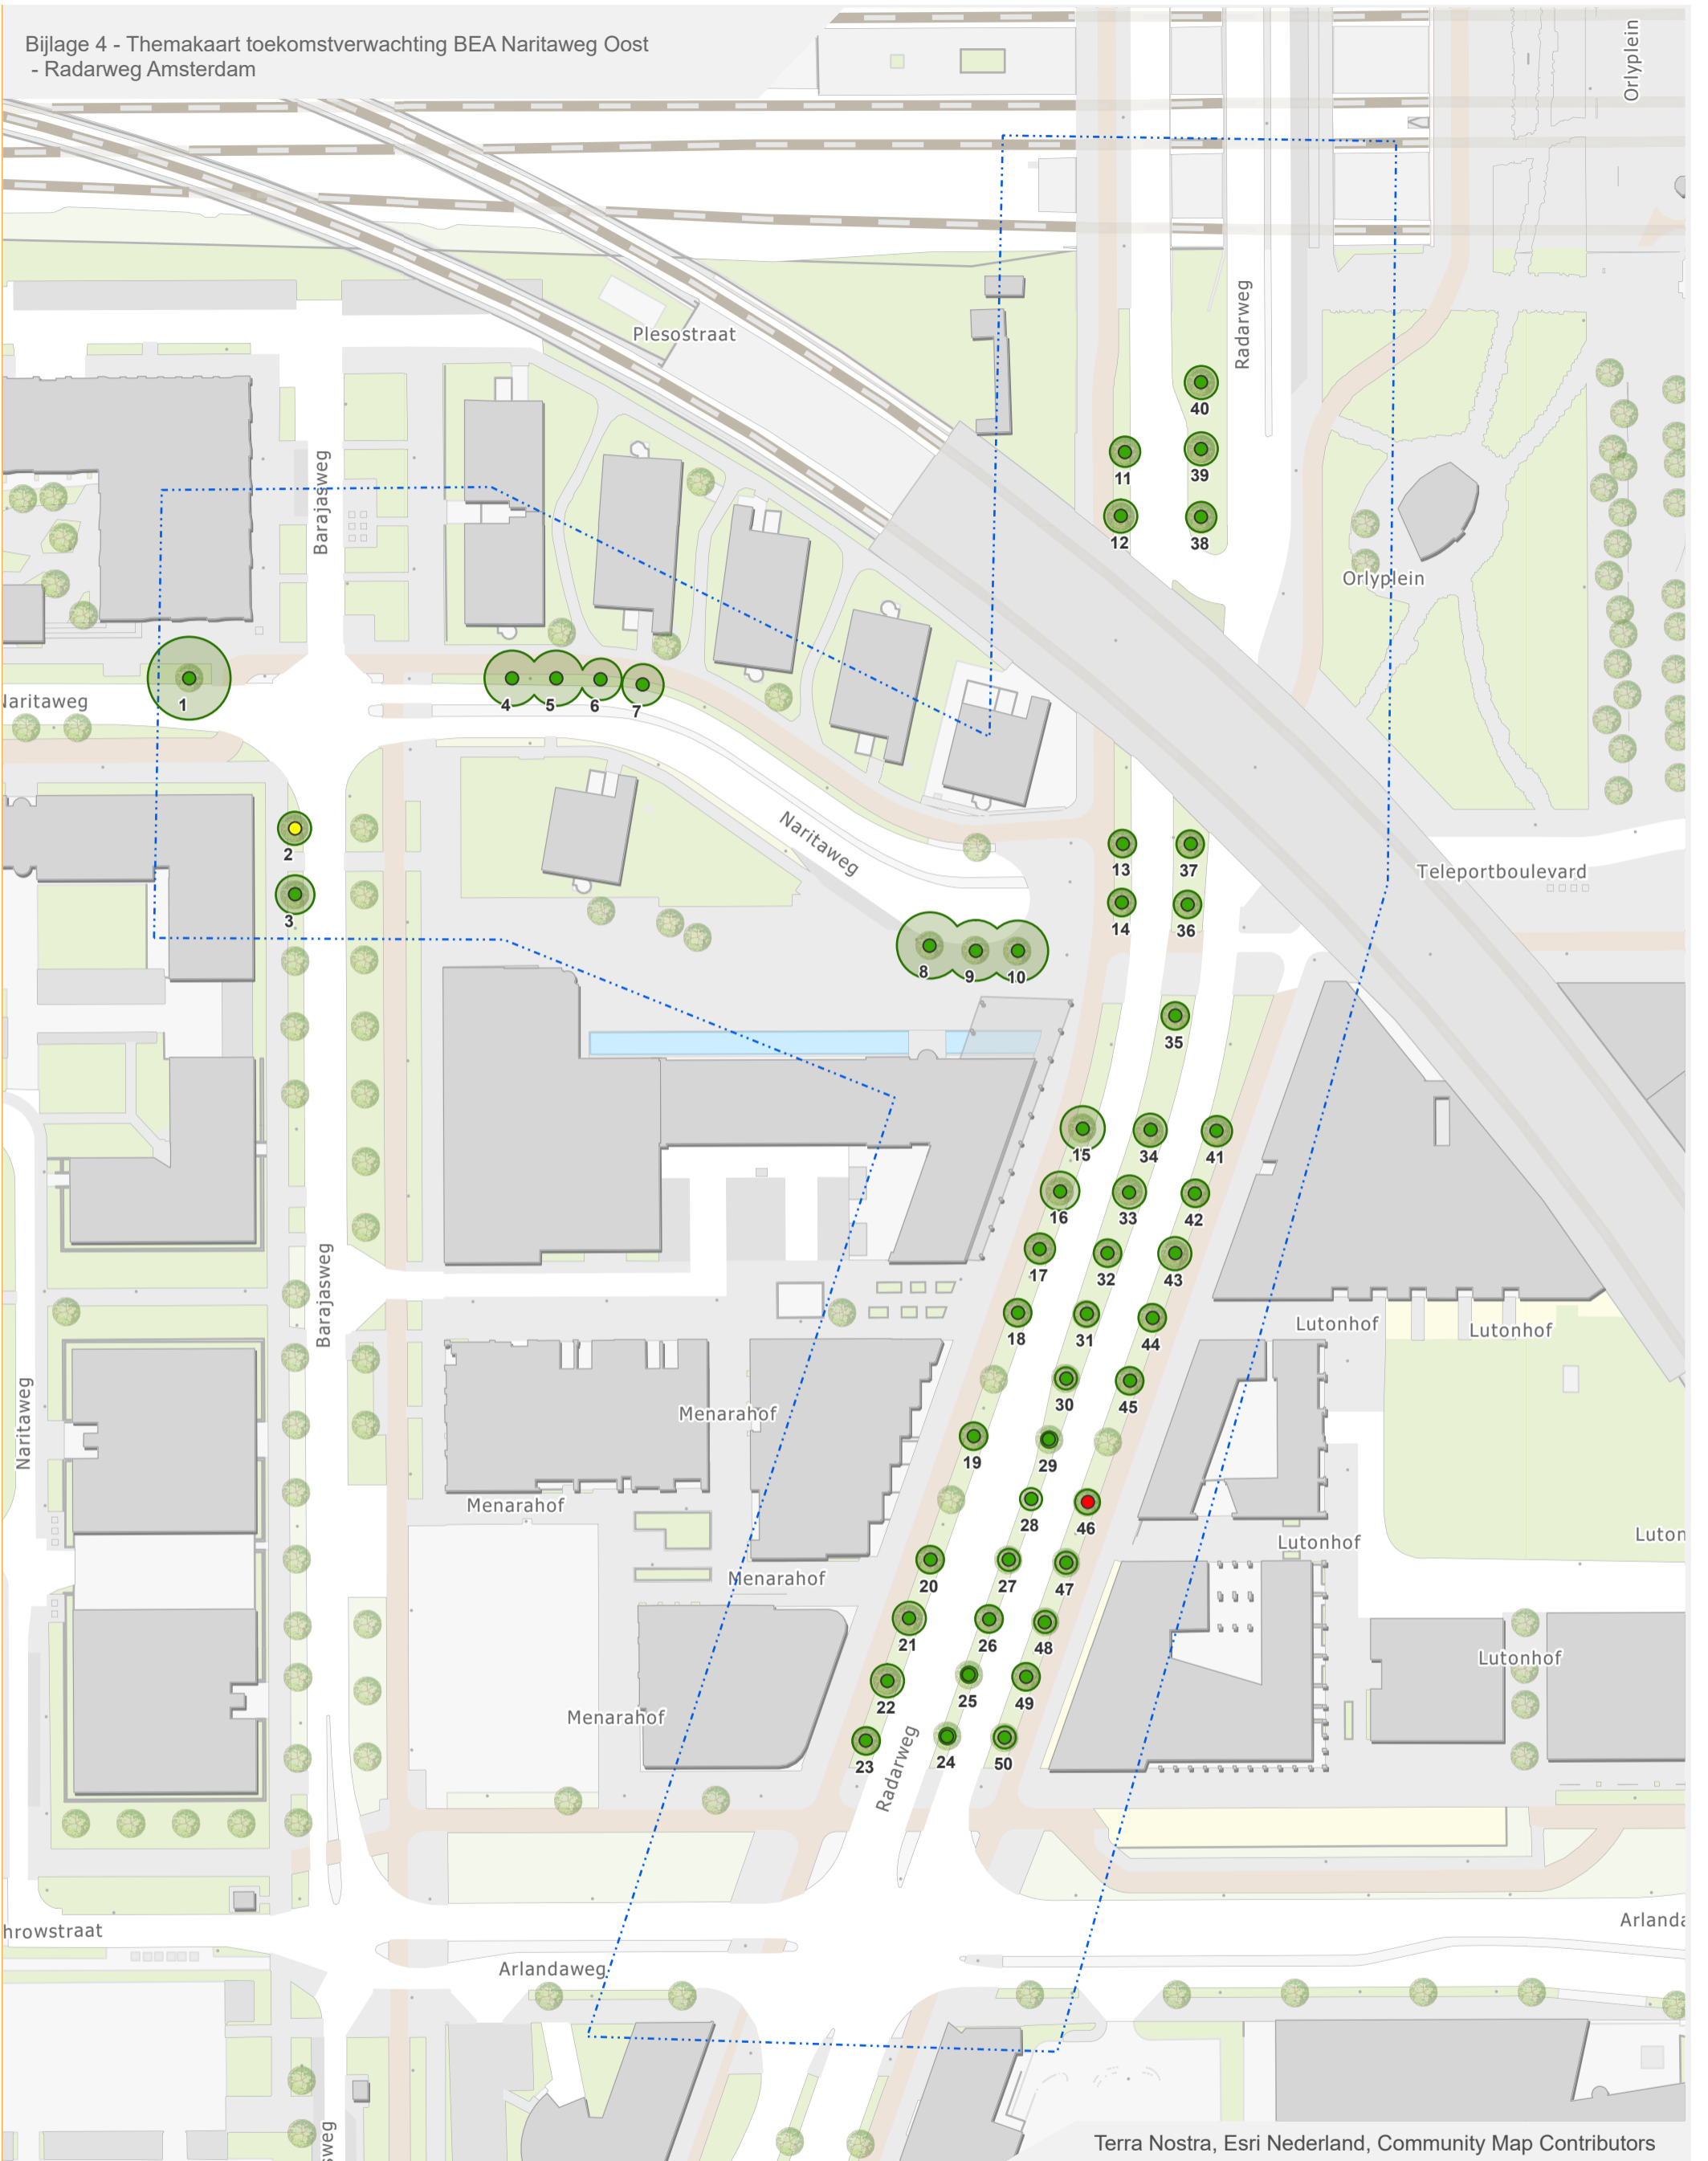 Bijlage 4 - Themakaart toekomstverwachting BEA Naritaweg Oost
- Radarweg Amsterdam
Orlyplein
Radarweg
Plesostraat
40
11
39
Barajasweg
12
38
Orlyplein
Naritaweg
1
4
5
6
7
2
Naritaweg
13
37
Teleportboulevard
3
14
36
8
9
10
35
15
34
41
16
33
42
17
32
43
Barajasweg
18
31
44
Lutonhof
Lutonhof
Naritaweg
30
45
Menarahof
19
29
Menarahof
28
46
Lutonhof
Luton
20
27
47
Menarahof
21
26
48
Lutonhof
22
25
49
Menarahof
23
Radarweg
24
50
hrowstraat
Arlanda
Arlandaweg
sweg
Terra Nostra, Esri Nederland, Community Map Contributors